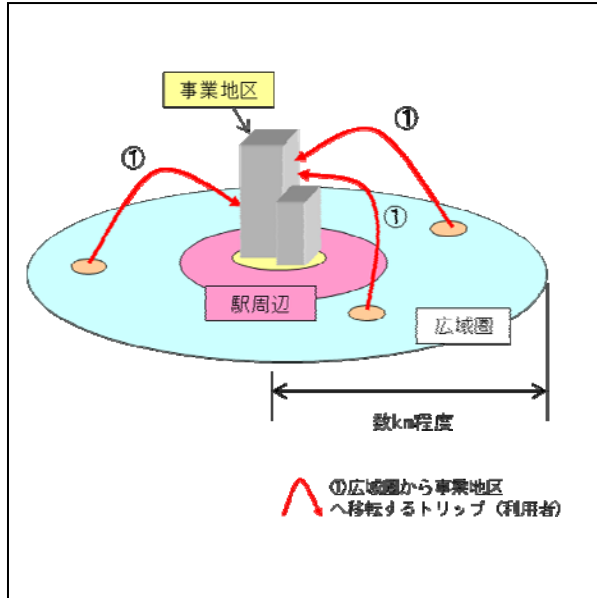 事業地区
①
①
①
駅周辺
広域圏
数km程度
①広域圏から事業地区
へ移転するトリップ（利用者）